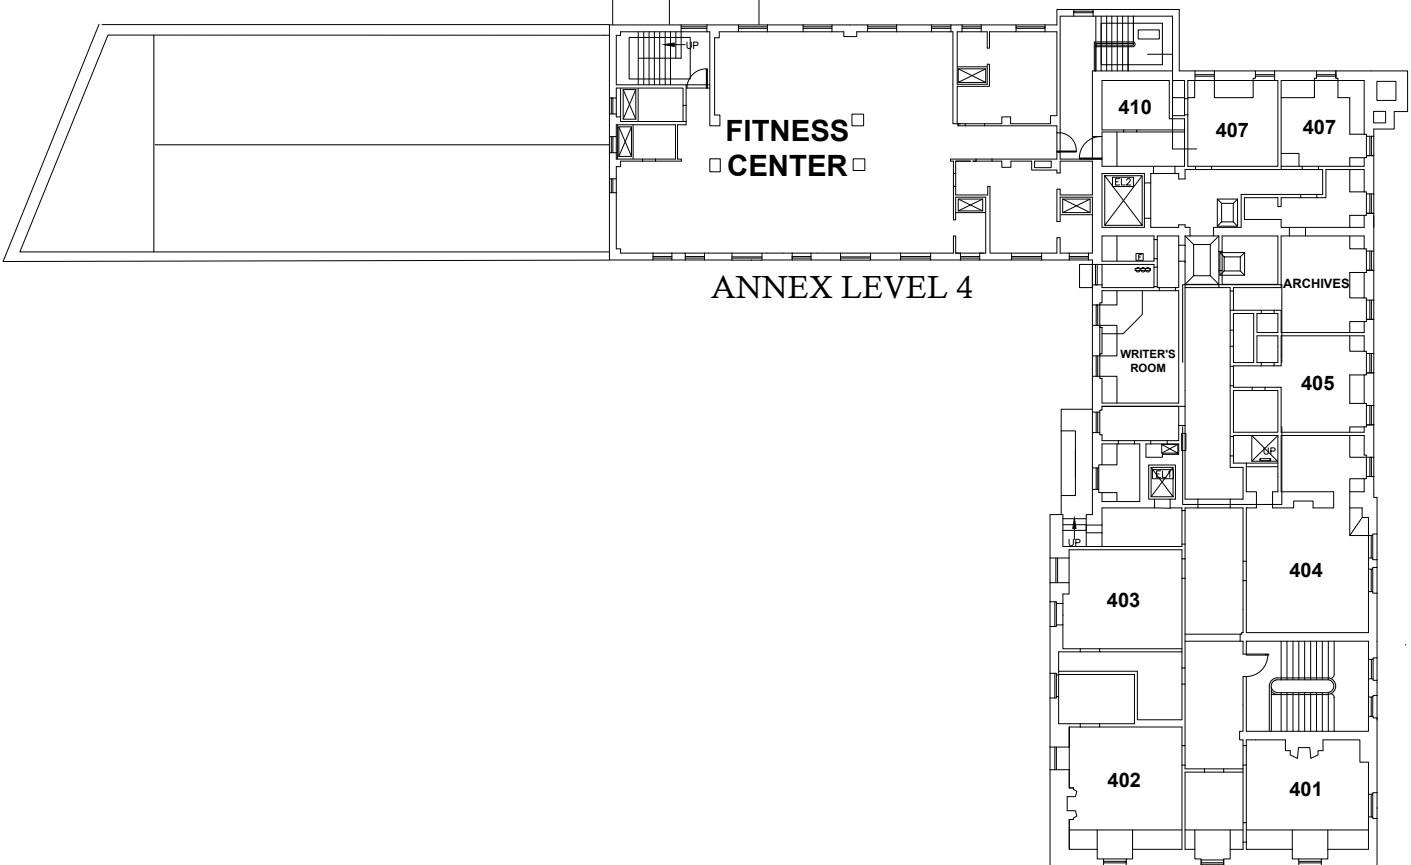 UP
FITNESS
CENTER
410
407
407
EL2
F
ANNEX LEVEL 4
ARCHIVES
WRITER'S
ROOM
405
UP
EL1
UP
403
404
402
401